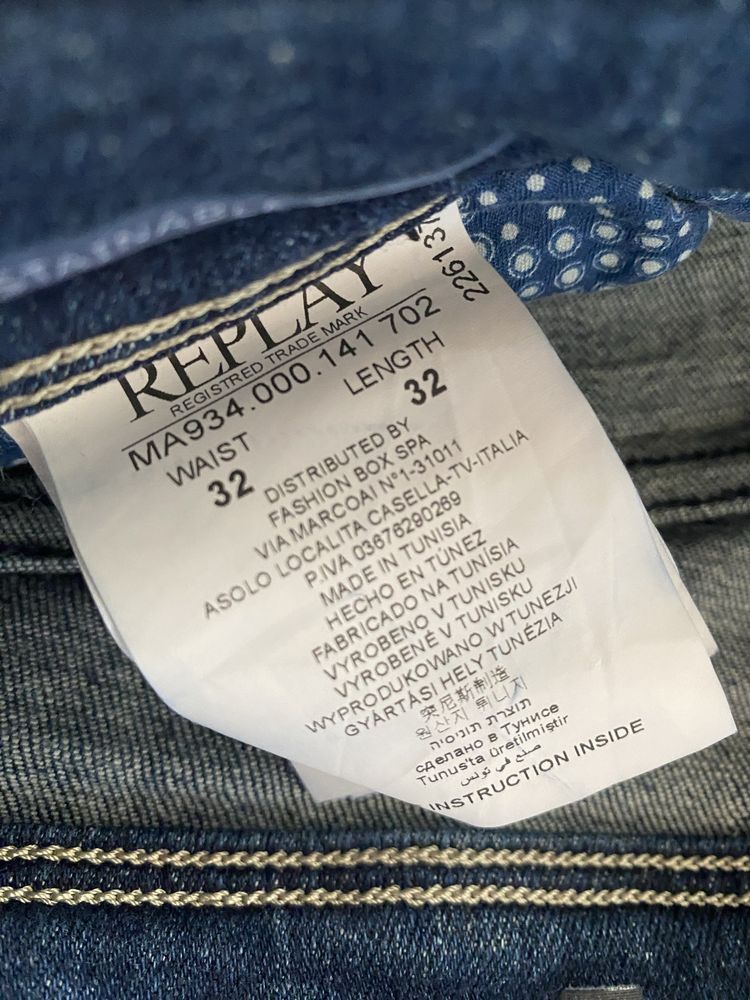 REPLAY
REGISTRED TRADE MARK
MA934.000.141 702
WAIST LENGTH
32 32
DISTRIBUTED BY
FASHION BOX SPA
VIA MARCOAI N°1-31011
ASOLO LOCALITA CASELLA-TV-ITALIA
P.IVA 03676290269
MADE IN TUNISIA
HECHO EN TÚNEZ
FABRICADO NA TUNÍSIA
VYROBENO V TUNISKU
VYROBENÉ V TUNISKU
WYPRODUKOWANO W TUNEZJI
GYÁRTÁSI HELY TUNÉZIA
突尼斯制造
원산지 튀니지
תוצרת תוניסיה
сделано в Тунисе
Tunus'ta üretilmiştir
صنع في تونس
INSTRUCTION INSIDE
22613